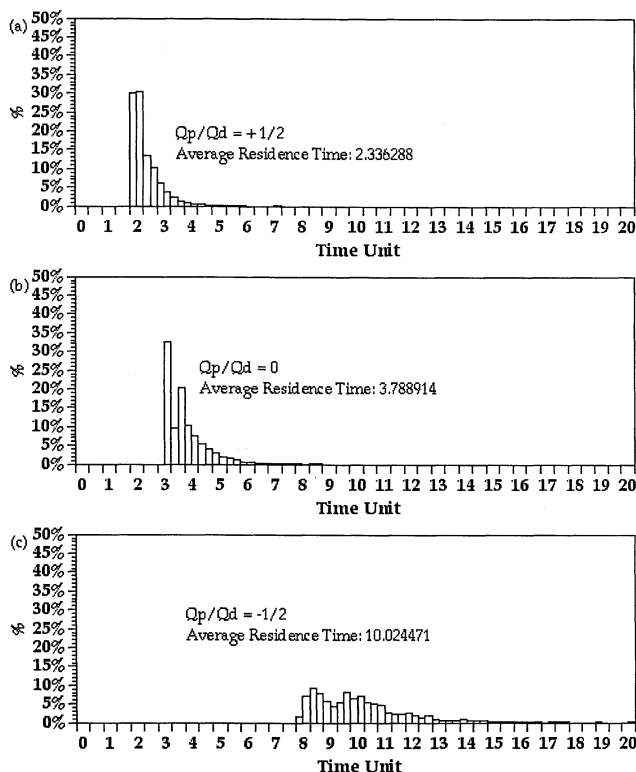 (a)
50%
45%
40%
35%
30%
25%
20%
15%
10%
5%
0%
%
Qp/Qd = +1/2
Average Residence Time: 2.336288
0 1 2 3 4 5 6 7 8 9 10 11 12 13 14 15 16 17 18 19 20
Time Unit
(b)
50%
45%
40%
35%
30%
25%
20%
15%
10%
5%
0%
%
Qp/Qd = 0
Average Residence Time: 3.788914
0 1 2 3 4 5 6 7 8 9 10 11 12 13 14 15 16 17 18 19 20
Time Unit
(c)
50%
45%
40%
35%
30%
25%
20%
15%
10%
5%
0%
%
Qp/Qd = -1/2
Average Residence Time: 10.024471
0 1 2 3 4 5 6 7 8 9 10 11 12 13 14 15 16 17 18 19 20
Time Unit